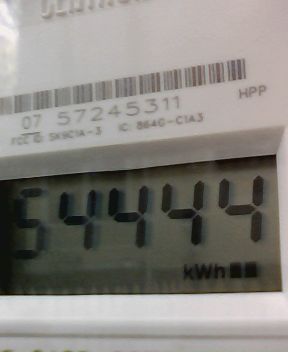 HPP
07 57245311
FCC ID: SK9C1A-3 IC: 864G-C1A3
54444
kWh